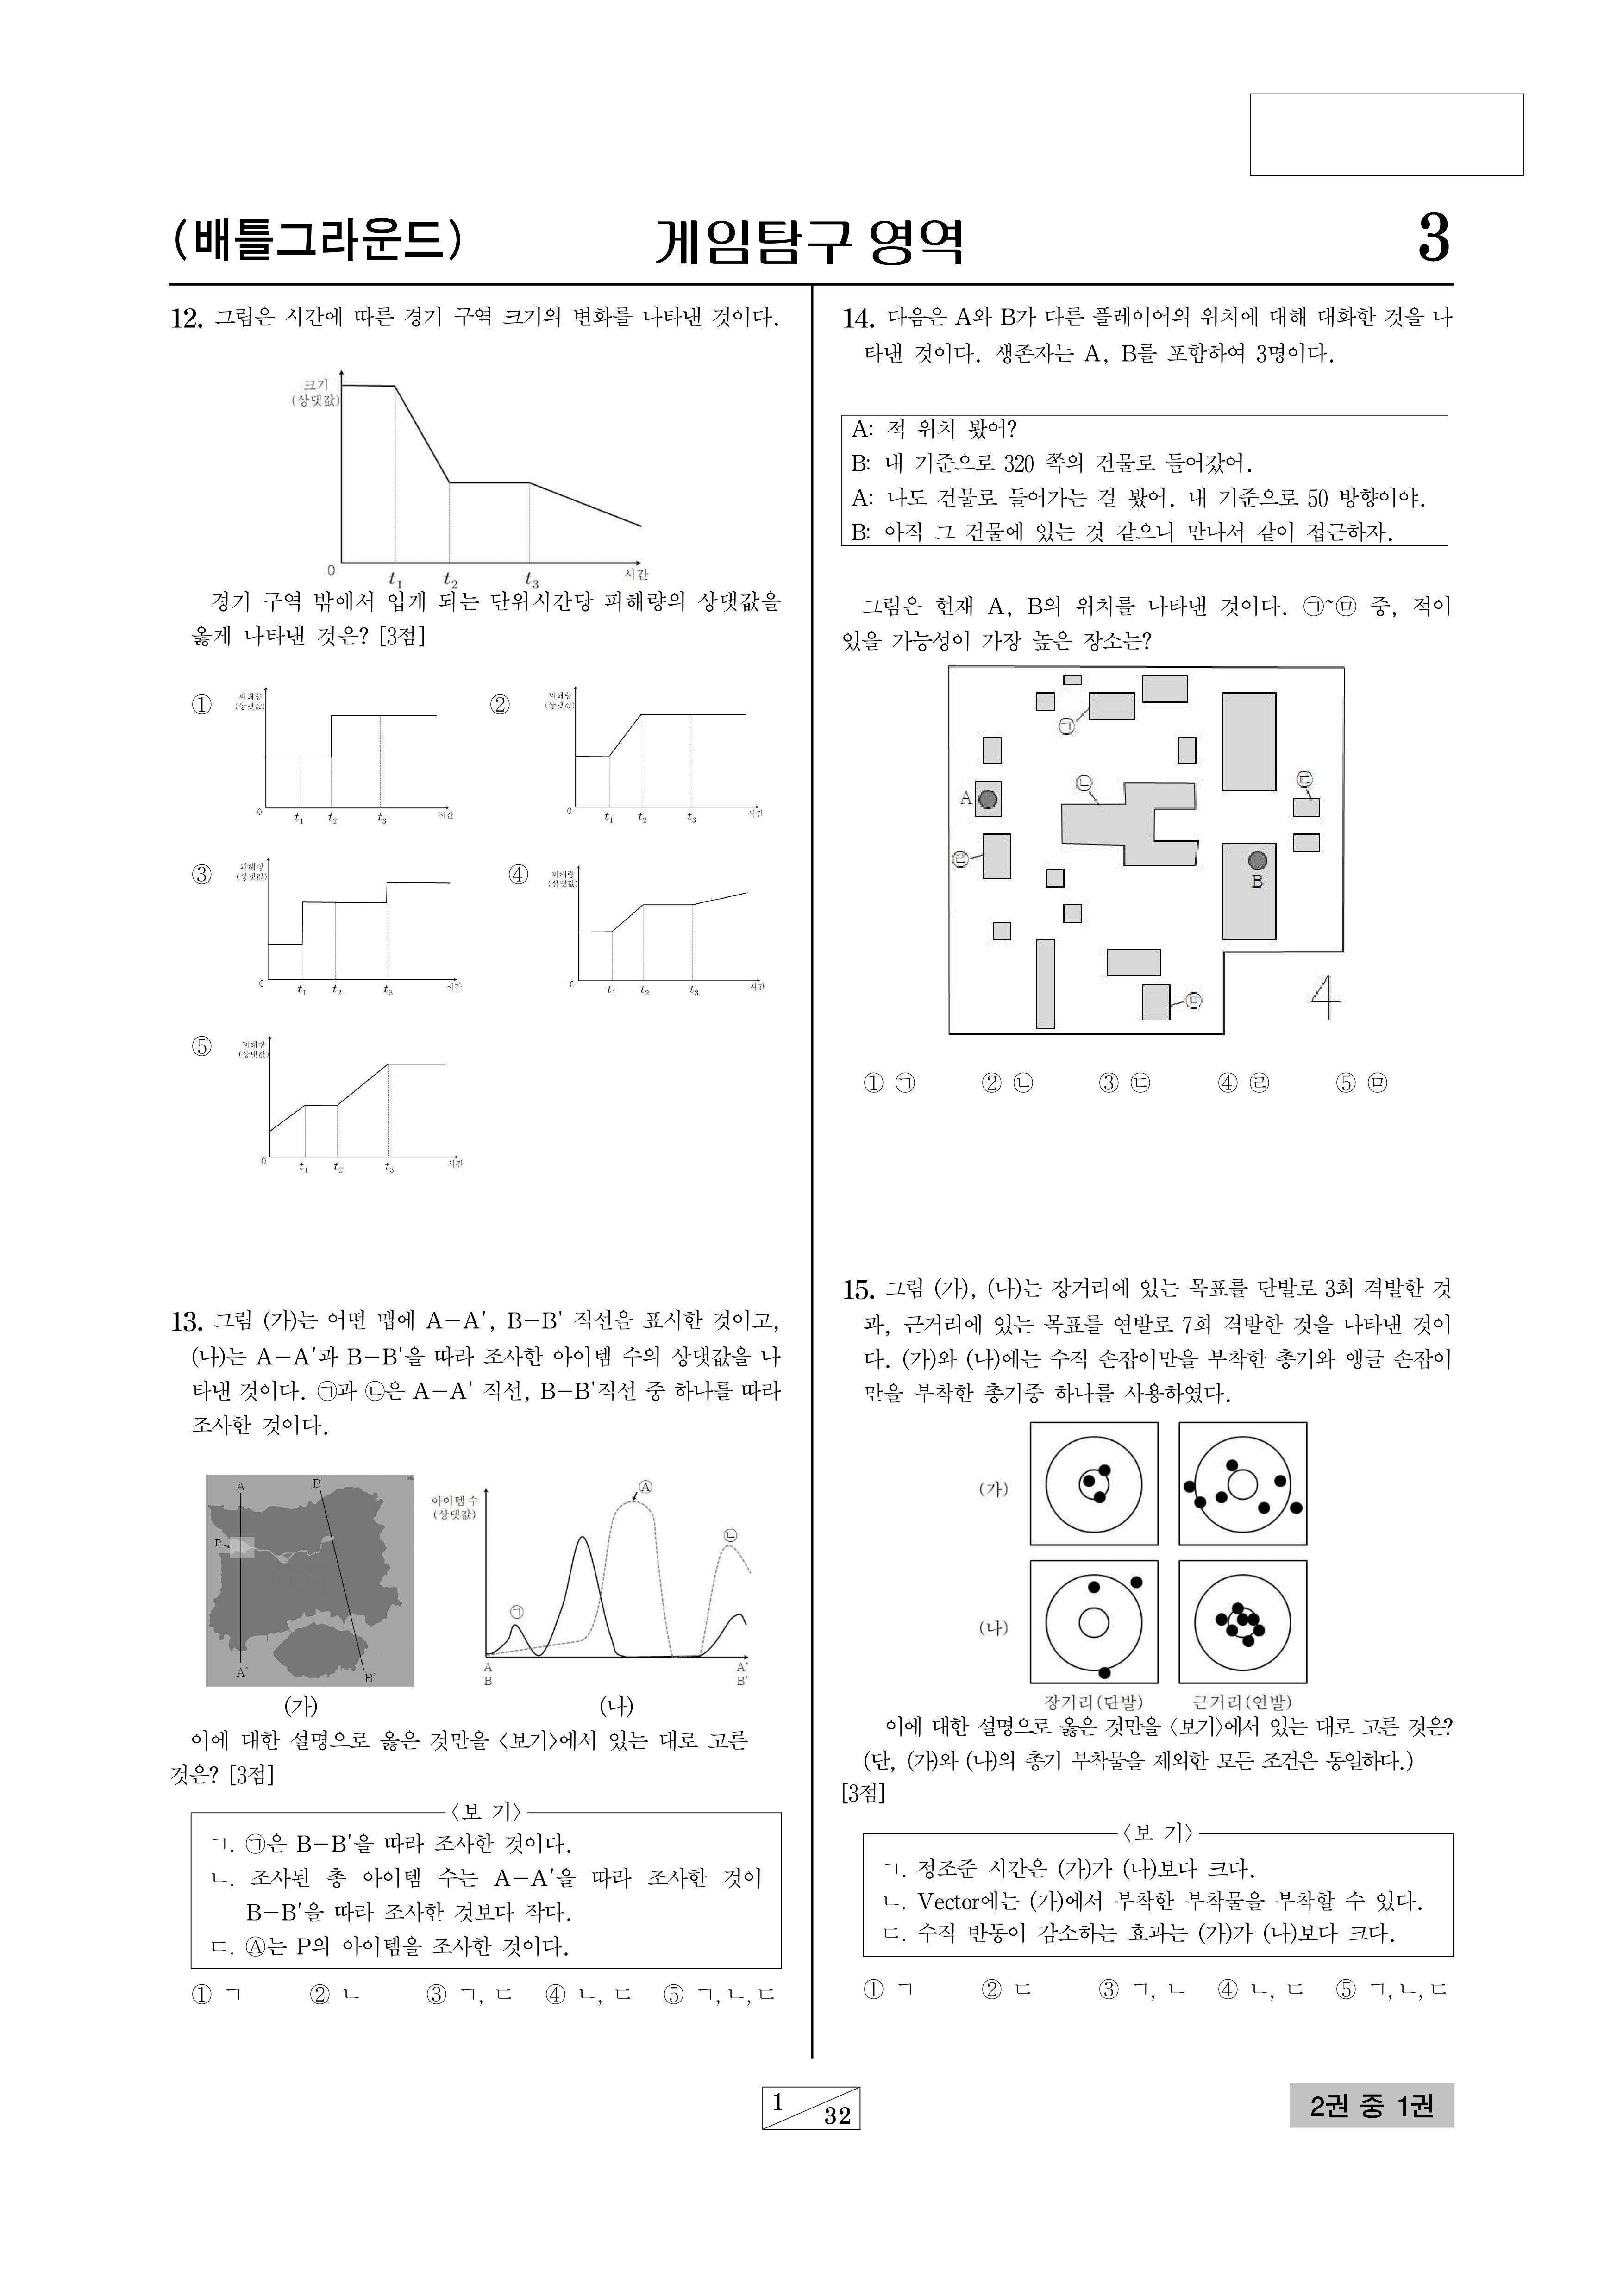 (배틀그라운드)
게임탐구 영역
3
12. 그림은 시간에 따른 경기 구역 크기의 변화를 나타낸 것이다.
크기
(상댓값)
0
t1
t2
t3
시간
경기 구역 밖에서 입게 되는 단위시간당 피해량의 상댓값을
옳게 나타낸 것은? [3점]
①
피해량
(상댓값)
0
t1
t2
t3
시간
②
피해량
(상댓값)
0
t1
t2
t3
시간
③
피해량
(상댓값)
0
t1
t2
t3
시간
④
피해량
(상댓값)
0
t1
t2
t3
시간
⑤
피해량
(상댓값)
0
t1
t2
t3
시간
13. 그림 (가)는 어떤 맵에 A-A', B-B' 직선을 표시한 것이고,
(나)는 A-A'과 B-B'을 따라 조사한 아이템 수의 상댓값을 나
타낸 것이다. ㉠과 ㉡은 A-A' 직선, B-B'직선 중 하나를 따라
조사한 것이다.
A
B
P
A'
B'
(가)
아이템 수
(상댓값)
㉠
Ⓐ
㉡
A
B
A'
B'
(나)
이에 대한 설명으로 옳은 것만을 <보기>에서 있는 대로 고른
것은? [3점]
<보 기>
ㄱ. ㉠은 B-B'을 따라 조사한 것이다.
ㄴ. 조사된 총 아이템 수는 A-A'을 따라 조사한 것이
B-B'을 따라 조사한 것보다 작다.
ㄷ. Ⓐ는 P의 아이템을 조사한 것이다.
① ㄱ ② ㄴ ③ ㄱ, ㄷ ④ ㄴ, ㄷ ⑤ ㄱ,ㄴ,ㄷ
14. 다음은 A와 B가 다른 플레이어의 위치에 대해 대화한 것을 나
타낸 것이다. 생존자는 A, B를 포함하여 3명이다.
A: 적 위치 봤어?
B: 내 기준으로 320 쪽의 건물로 들어갔어.
A: 나도 건물로 들어가는 걸 봤어. 내 기준으로 50 방향이야.
B: 아직 그 건물에 있는 것 같으니 만나서 같이 접근하자.
그림은 현재 A, B의 위치를 나타낸 것이다. ㉠~㉤ 중, 적이
있을 가능성이 가장 높은 장소는?
㉠
㉡
㉢
A
㉣
B
㉤
4
① ㉠ ② ㉡ ③ ㉢ ④ ㉣ ⑤ ㉤
15. 그림 (가), (나)는 장거리에 있는 목표를 단발로 3회 격발한 것
과, 근거리에 있는 목표를 연발로 7회 격발한 것을 나타낸 것이
다. (가)와 (나)에는 수직 손잡이만을 부착한 총기와 앵글 손잡이
만을 부착한 총기중 하나를 사용하였다.
(가)
(나)
장거리(단발) 근거리(연발)
이에 대한 설명으로 옳은 것만을 <보기>에서 있는 대로 고른 것은?
(단, (가)와 (나)의 총기 부착물을 제외한 모든 조건은 동일하다.)
[3점]
<보 기>
ㄱ. 정조준 시간은 (가)가 (나)보다 크다.
ㄴ. Vector에는 (가)에서 부착한 부착물을 부착할 수 있다.
ㄷ. 수직 반동이 감소하는 효과는 (가)가 (나)보다 크다.
① ㄱ ② ㄷ ③ ㄱ, ㄴ ④ ㄴ, ㄷ ⑤ ㄱ,ㄴ,ㄷ
1
32
2권 중 1권